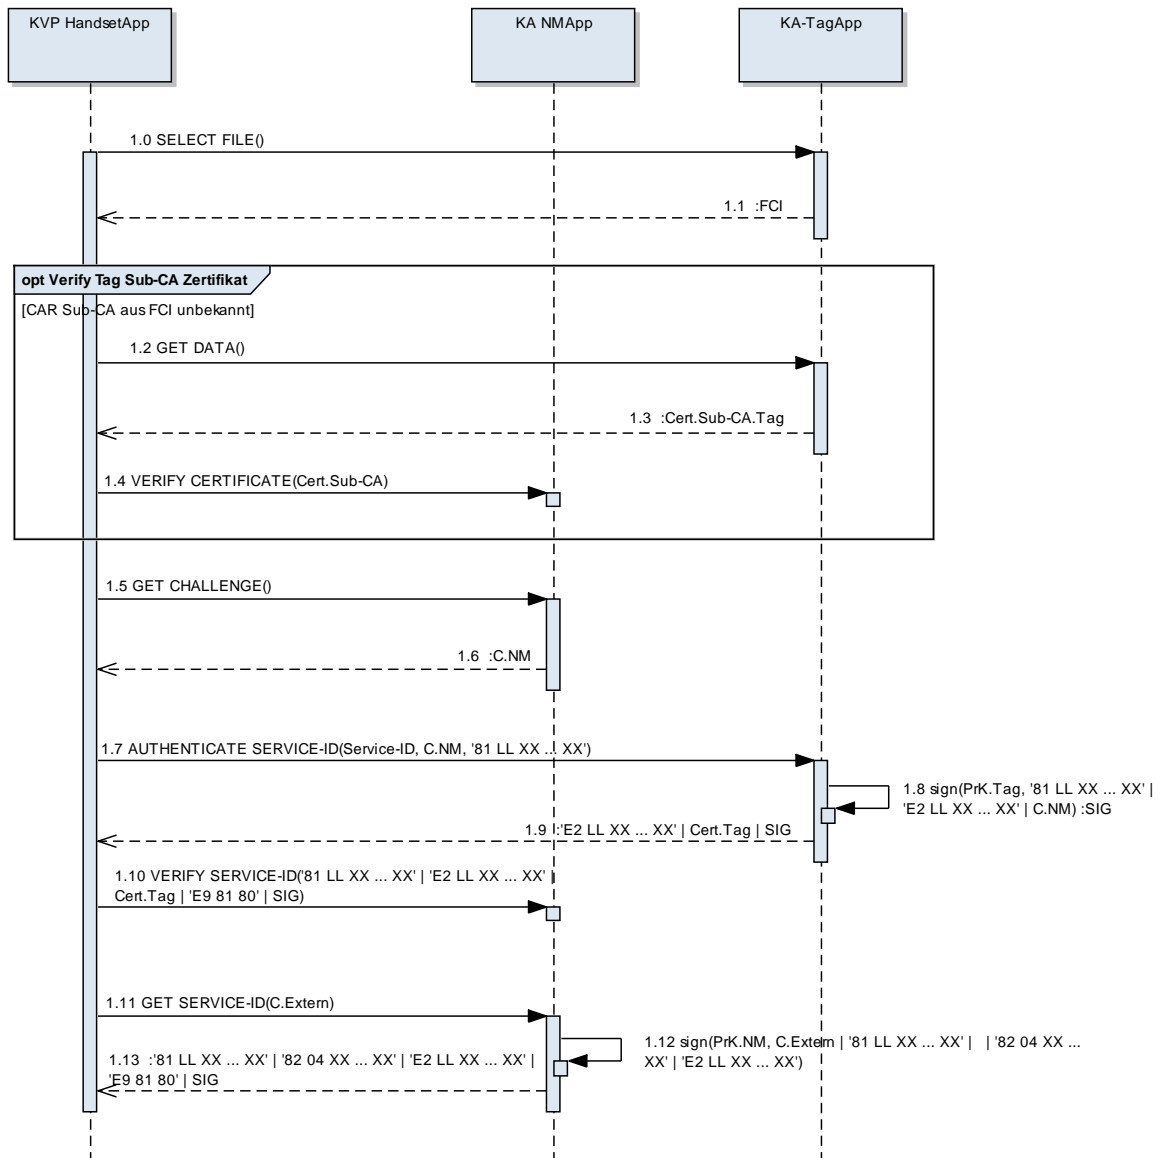 KVP HandsetApp
KA NMApp
KA-TagApp
1.0 SELECT FILE()
1.1  :FCI
opt Verify Tag Sub-CA Zertifikat
[CAR Sub-CA aus FCI unbekannt]
1.2 GET DATA()
1.3  :Cert.Sub-CA.Tag
1.4 VERIFY CERTIFICATE(Cert.Sub-CA)
1.5 GET CHALLENGE()
1.6  :C.NM
1.7 AUTHENTICATE SERVICE-ID(Service-ID, C.NM, '81 LL XX ... XX')
1.8 sign(PrK.Tag, '81 LL XX ... XX' |
'E2 LL XX ... XX' | C.NM) :SIG
1.9  :'E2 LL XX ... XX' | Cert.Tag | SIG
1.10 VERIFY SERVICE-ID('81 LL XX ... XX' | 'E2 LL XX ... XX' |
Cert.Tag | 'E9 81 80' | SIG)
1.11 GET SERVICE-ID(C.Extern)
1.12 sign(PrK.NM, C.Extern | '81 LL XX ... XX' |  | '82 04 XX ...
XX' | 'E2 LL XX ... XX')
1.13  :'81 LL XX ... XX' | '82 04 XX ... XX' | 'E2 LL XX ... XX' |
'E9 81 80' | SIG